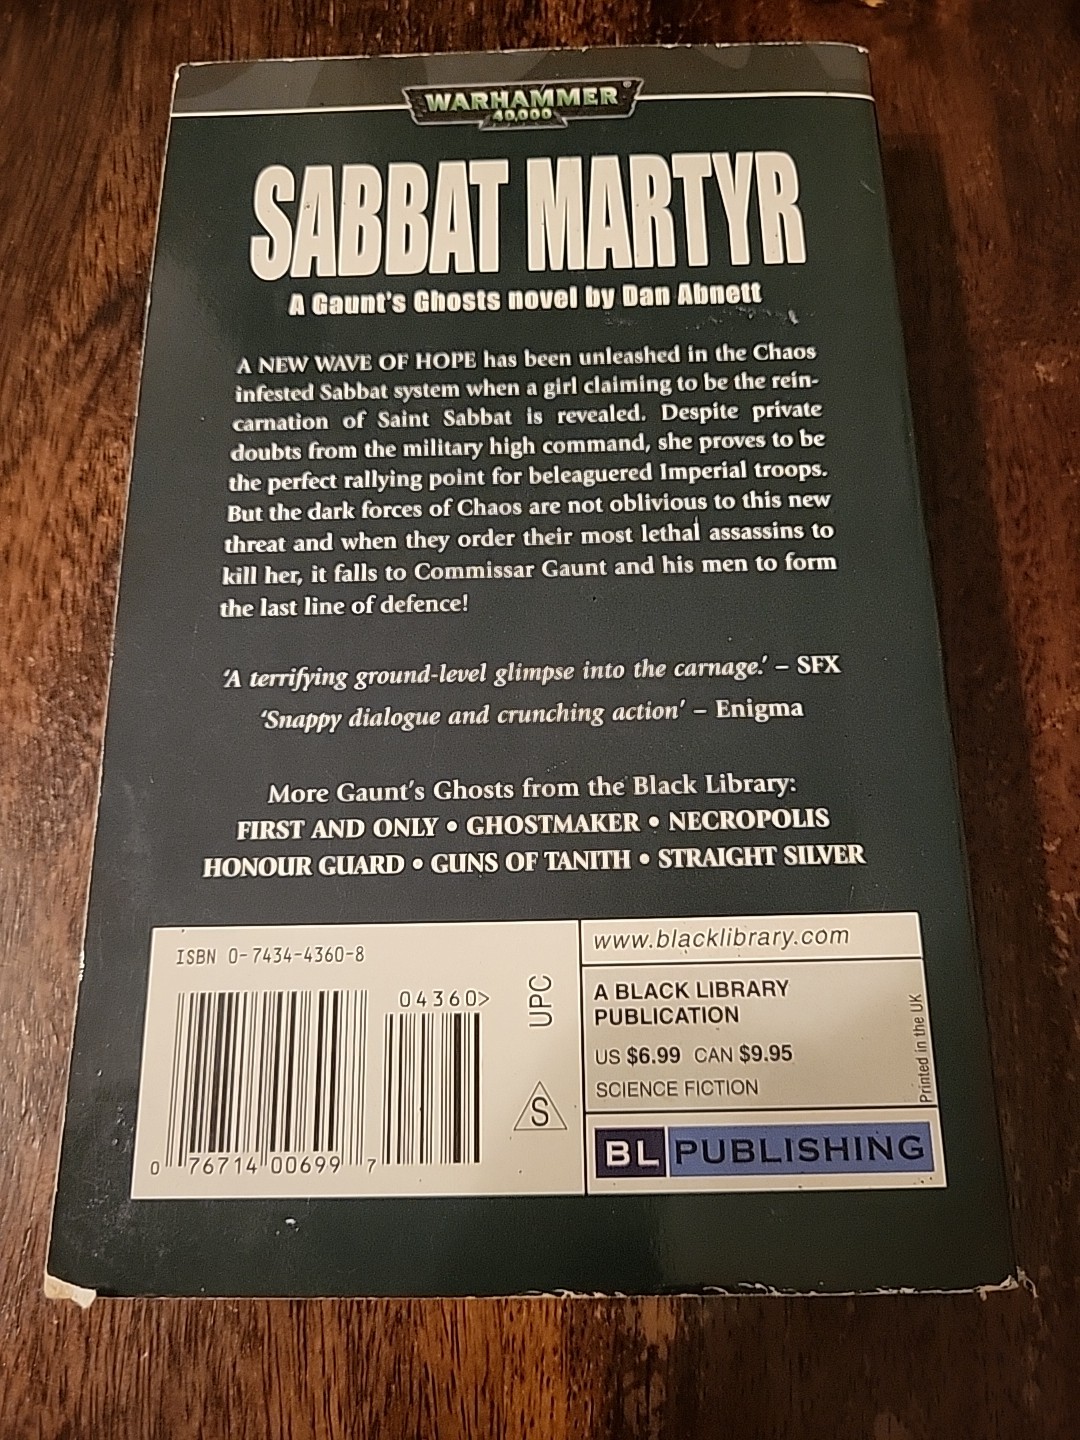 WARHAMMER®
40,000
SABBAT MARTYR
A Gaunt's Ghosts novel by Dan Abnett
A NEW WAVE OF HOPE has been unleashed in the Chaos
infested Sabbat system when a girl claiming to be the rein-
carnation of Saint Sabbat is revealed. Despite private
doubts from the military high command, she proves to be
the perfect rallying point for beleaguered Imperial troops.
But the dark forces of Chaos are not oblivious to this new
threat and when they order their most lethal assassins to
kill her, it falls to Commissar Gaunt and his men to form
the last line of defence!
'A terrifying ground-level glimpse into the carnage.' – SFX
'Snappy dialogue and crunching action' – Enigma
More Gaunt's Ghosts from the Black Library:
FIRST AND ONLY • GHOSTMAKER • NECROPOLIS
HONOUR GUARD • GUNS OF TANITH • STRAIGHT SILVER
ISBN 0-7434-4360-8
04360>
UPC
S
0 76714 00699 7
www.blacklibrary.com
A BLACK LIBRARY
PUBLICATION
US $6.99 CAN $9.95
SCIENCE FICTION
Printed in the UK
BL PUBLISHING